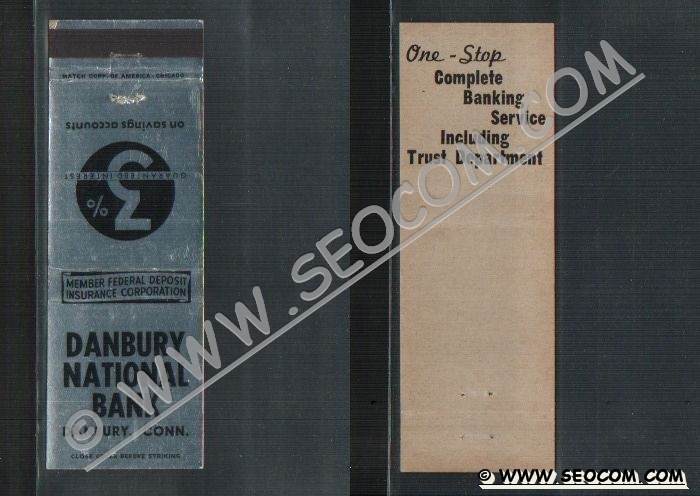 MATCH CORP. OF AMERICA - CHICAGO
on savings accounts
GUARANTEED INTEREST
3%
MEMBER FEDERAL DEPOSIT
INSURANCE CORPORATION
DANBURY
NATIONAL
BANK
CONN.
CLOSE BEFORE STRIKING
One - Stop
Complete
Banking
Service
Including
Trust Department
© WWW.SEOCOM.COM
© WWW.SEOCOM.COM